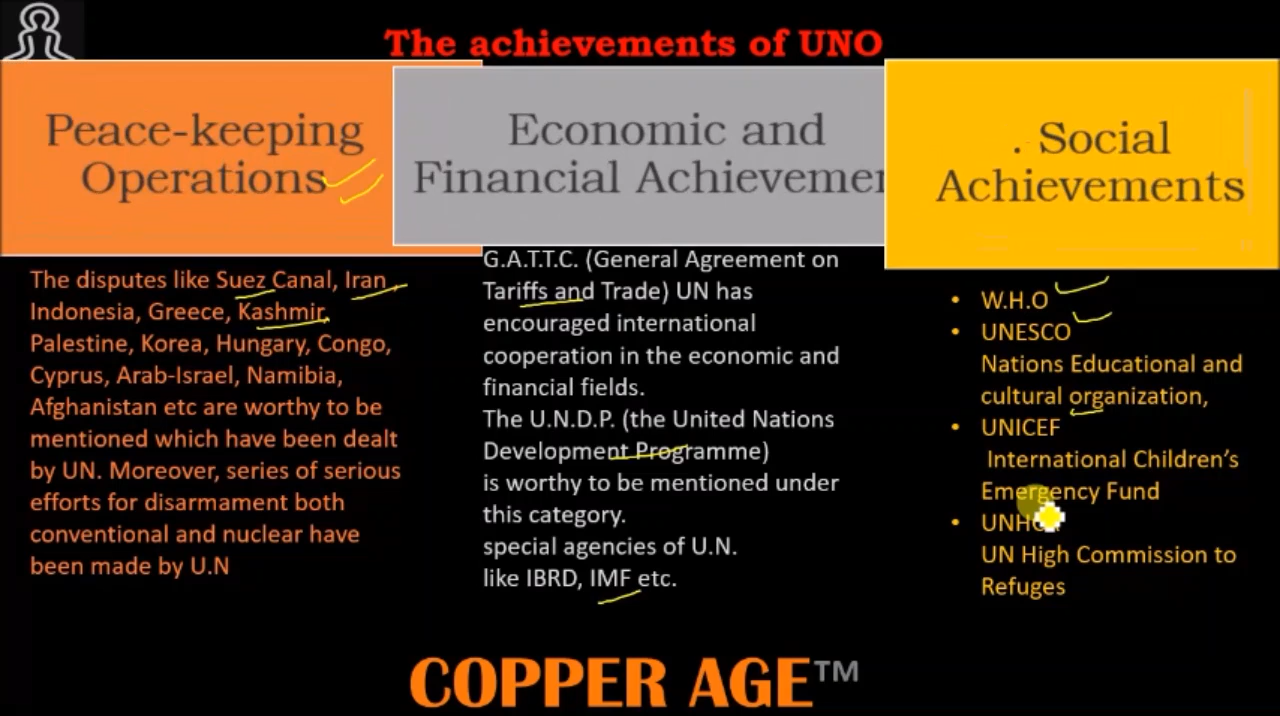 The achievements of UNO
Peace-keeping
Operations
The disputes like Suez Canal, Iran,
Indonesia, Greece, Kashmir,
Palestine, Korea, Hungary, Congo,
Cyprus, Arab-Israel, Namibia,
Afghanistan etc are worthy to be
mentioned which have been dealt
by UN. Moreover, series of serious
efforts for disarmament both
conventional and nuclear have
been made by U.N
Economic and
Financial Achievemen
G.A.T.T.C. (General Agreement on
Tariffs and Trade) UN has
encouraged international
cooperation in the economic and
financial fields.
The U.N.D.P. (the United Nations
Development Programme)
is worthy to be mentioned under
this category.
special agencies of U.N.
like IBRD, IMF etc.
. Social
Achievements
• W.H.O
• UNESCO
Nations Educational and
cultural organization,
• UNICEF
International Children's
Emergency Fund
•
UN High Commission to
Refuges
COPPER AGE™